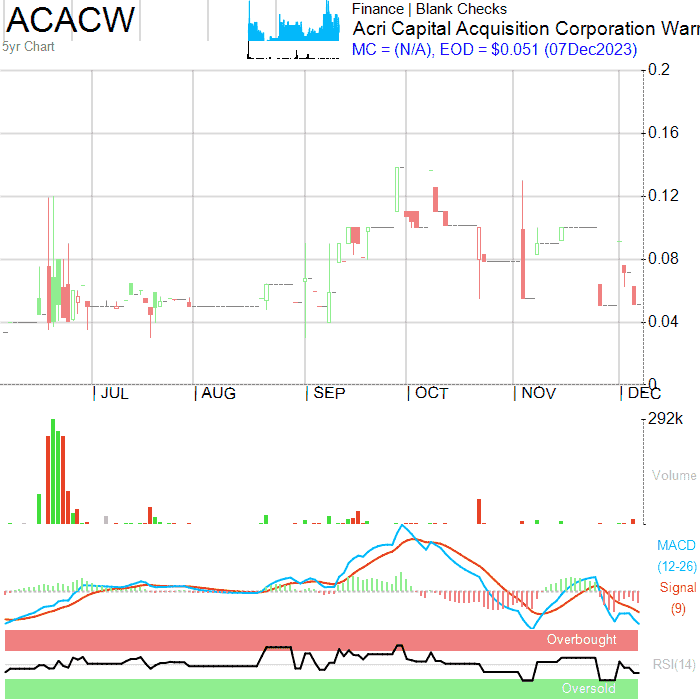 ACACW
5yr Chart
Finance | Blank Checks
Acri Capital Acquisition Corporation Warr
MC = (N/A), EOD = $0.051 (07Dec2023)
0.2
0.16
0.12
0.08
0.04
0
JUL
AUG
SEP
OCT
NOV
DEC
292k
Volume
MACD
(12-26)
Signal
(9)
Overbought
RSI(14)
Oversold